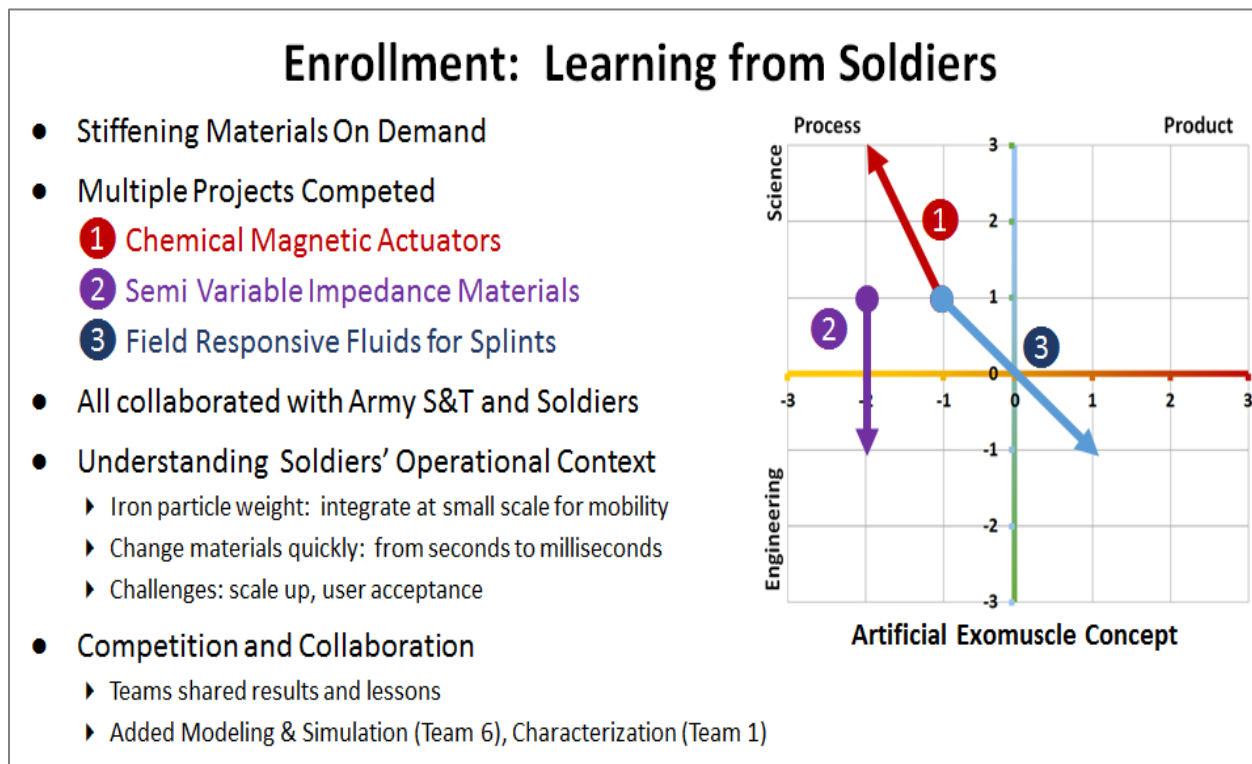 Enrollment: Learning from Soldiers
● Stiffening Materials On Demand
● Multiple Projects Competed
1 Chemical Magnetic Actuators
2 Semi Variable Impedance Materials
3 Field Responsive Fluids for Splints
● All collaborated with Army S&T and Soldiers
● Understanding Soldiers’ Operational Context
Iron particle weight: integrate at small scale for mobility
Change materials quickly: from seconds to milliseconds
Challenges: scale up, user acceptance
● Competition and Collaboration
Teams shared results and lessons
Added Modeling & Simulation (Team 6), Characterization (Team 1)
Process Product
Science
Engineering
3
2
1
0
-1
-2
-3
-3 -2 -1 0 1 2 3
1
2
3
Artificial Exomuscle Concept